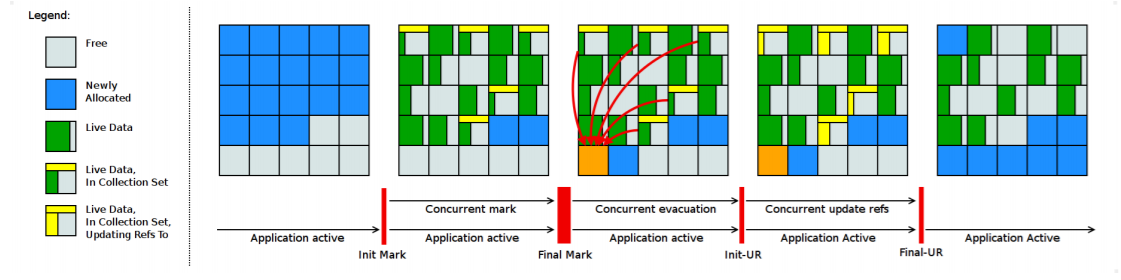 Legend:
Free
Newly
Allocated
Live Data
Live Data,
In Collection Set
Live Data,
In Collection Set,
Updating Refs To
Concurrent mark
Concurrent evacuation
Concurrent update refs
Application active
Application active
Application active
Application Active
Application Active
Init Mark
Final Mark
Init-UR
Final-UR